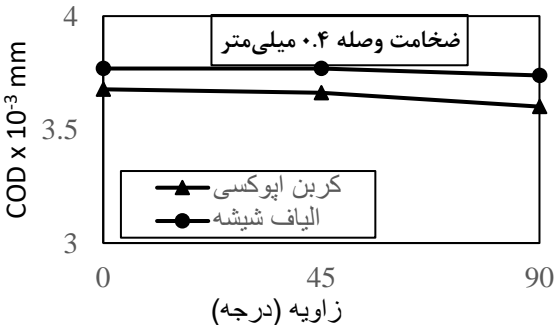 4
ضخامت وصله ۰.۴ میلی‌متر
3.5
COD x 10⁻³ mm
کربن اپوکسی
الیاف شیشه
3
0 45 90
زاویه (درجه)